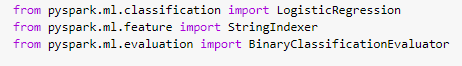 from pyspark.ml.classification import LogisticRegression
from pyspark.ml.feature import StringIndexer
from pyspark.ml.evaluation import BinaryClassificationEvaluator